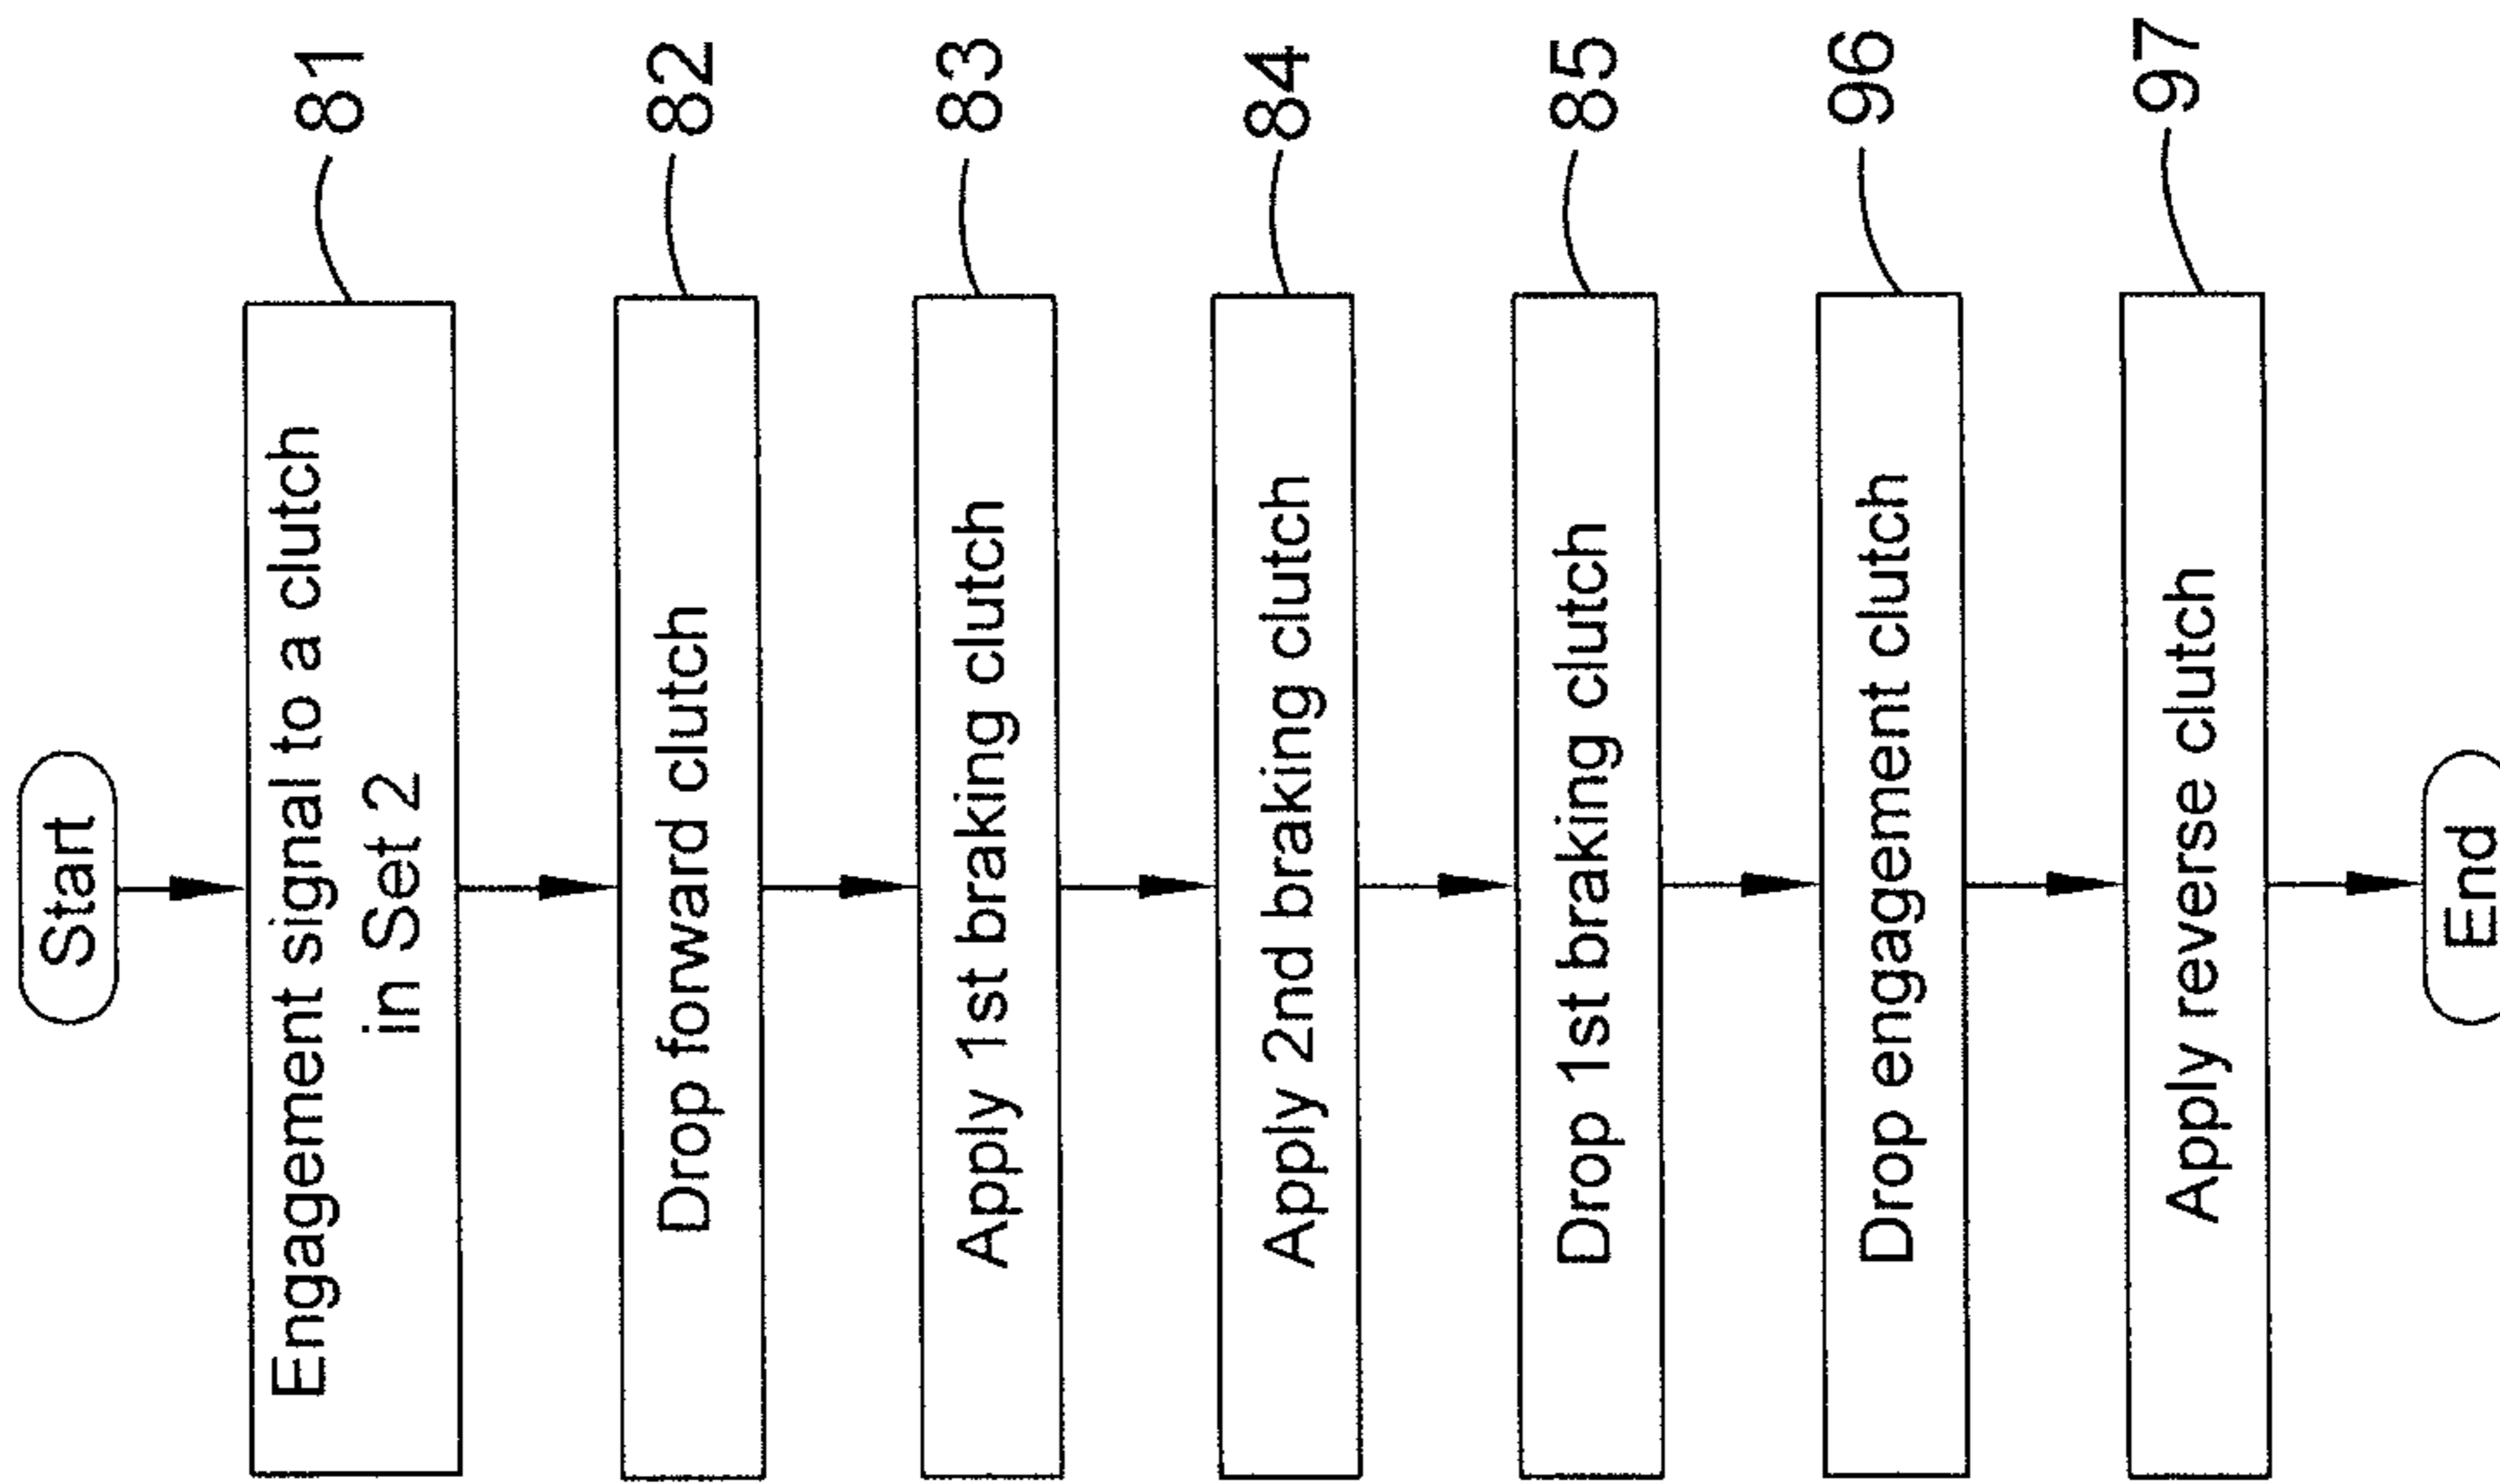 Start
Engagement signal to a clutch
in Set 2
81
Drop forward clutch
82
Apply 1st braking clutch
83
Apply 2nd braking clutch
84
Drop 1st braking clutch
85
Drop engagement clutch
96
Apply reverse clutch
97
End